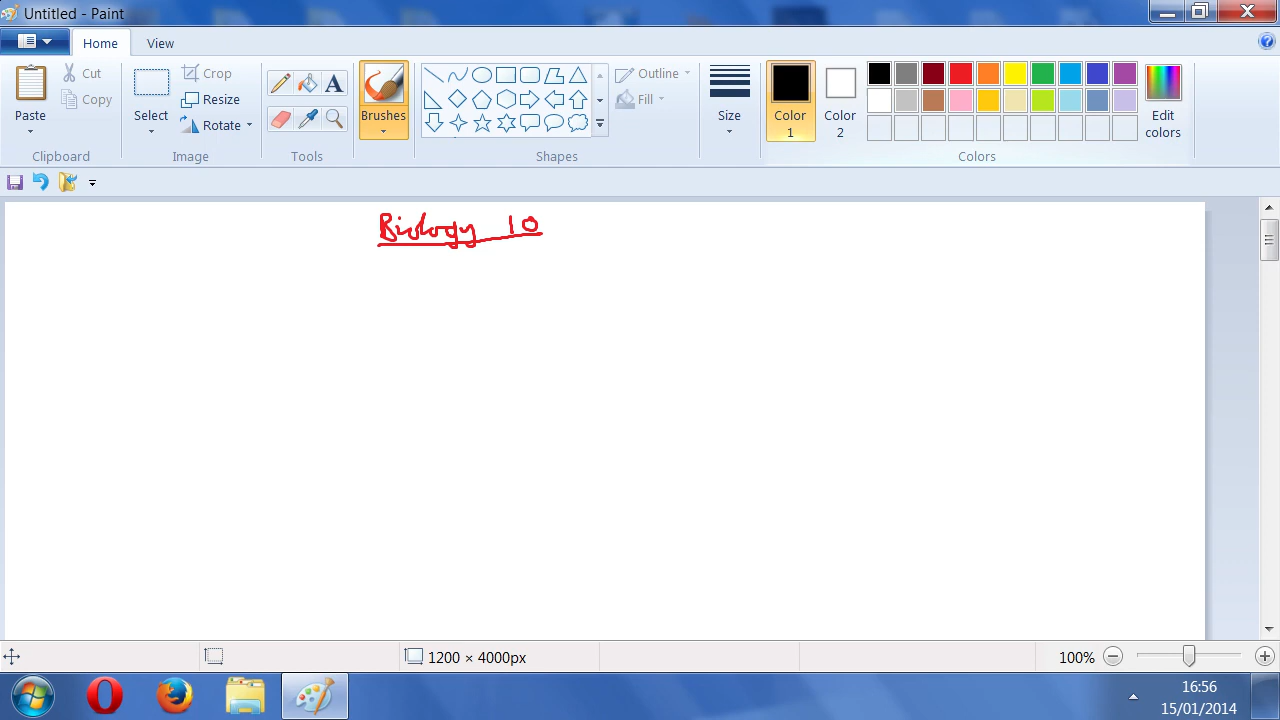 Untitled - Paint
Home View
Paste
Cut
Copy
Clipboard
Select
Crop
Resize
Rotate
Image
A
Tools
Brushes
Shapes
Outline
Fill
Size
Color 1
Color 2
Edit colors
Colors
Biology 10
1200 × 4000px
100%
16:56
15/01/2014